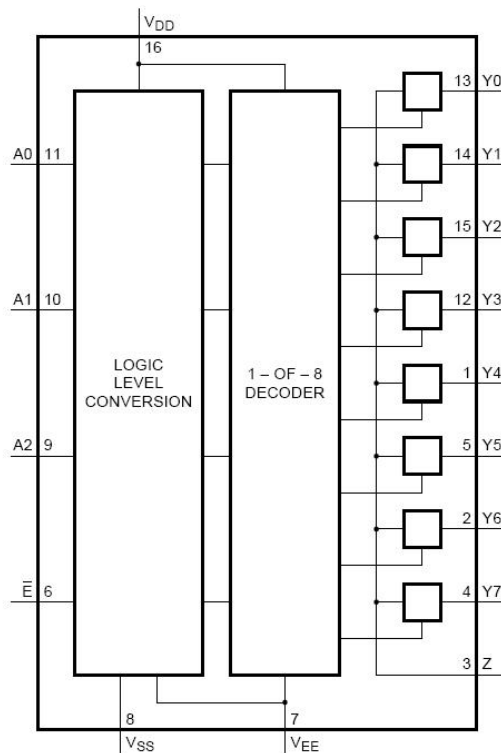 VDD
16
13 Y0
A0 11
14 Y1
15 Y2
A1 10
12 Y3
LOGIC
LEVEL
CONVERSION
1 – OF – 8
DECODER
1 Y4
A2 9
5 Y5
2 Y6
E̅ 6
4 Y7
3 Z
8
VSS
7
VEE